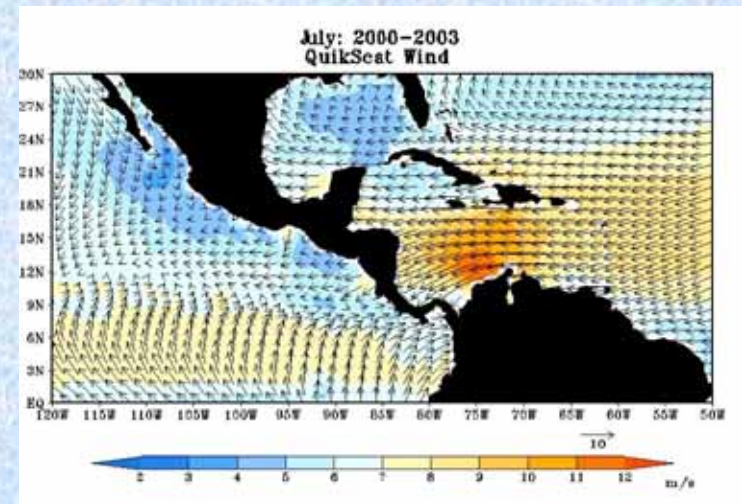 July: 2000-2003
QuikScat Wind
30N
27N
24N
21N
18N
15N
12N
9N
6N
3N
EQ
120W 115W 110W 105W 100W 95W 90W 85W 80W 75W 70W 65W 60W 55W 50W
10
2 3 4 5 6 7 8 9 10 11 12
m/s